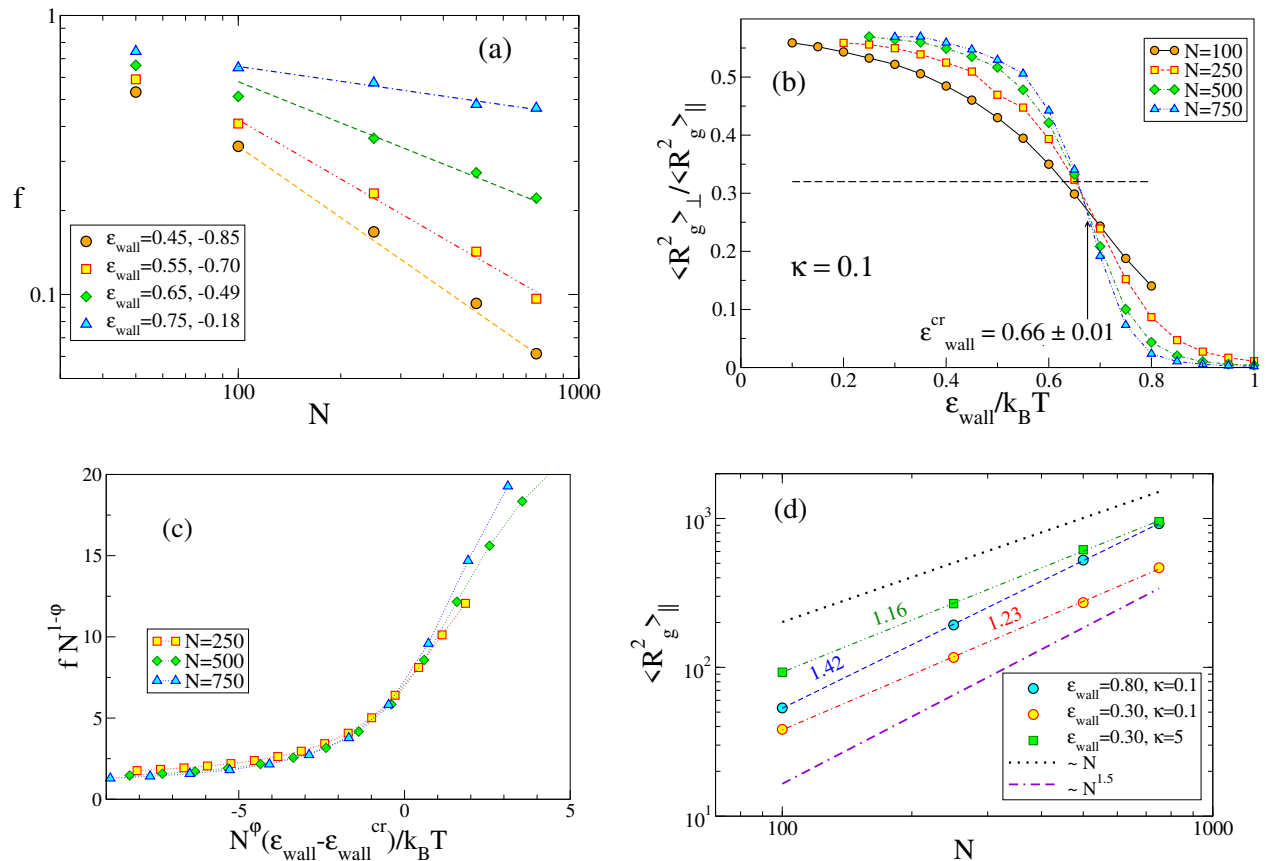 (a)
1
f
0.1
100
1000
N
ε_wall=0.45, -0.85
ε_wall=0.55, -0.70
ε_wall=0.65, -0.49
ε_wall=0.75, -0.18
(b)
N=100
N=250
N=500
N=750
<R²_g>_⊥/<R²_g>_∥
0.5
0.4
0.3
0.2
0.1
0
κ = 0.1
ε^cr_wall = 0.66 ± 0.01
0 0.2 0.4 0.6 0.8 1
ε_wall/k_BT
(c)
20
15
10
5
0
f N^{1-φ}
N=250
N=500
N=750
-5 0 5
N^φ(ε_wall-ε_wall^cr)/k_BT
(d)
10³
10²
10¹
<R²_g>_∥
1.16
1.42
1.23
ε_wall=0.80, κ=0.1
ε_wall=0.30, κ=0.1
ε_wall=0.30, κ=5
~ N
~ N^{1.5}
100
1000
N